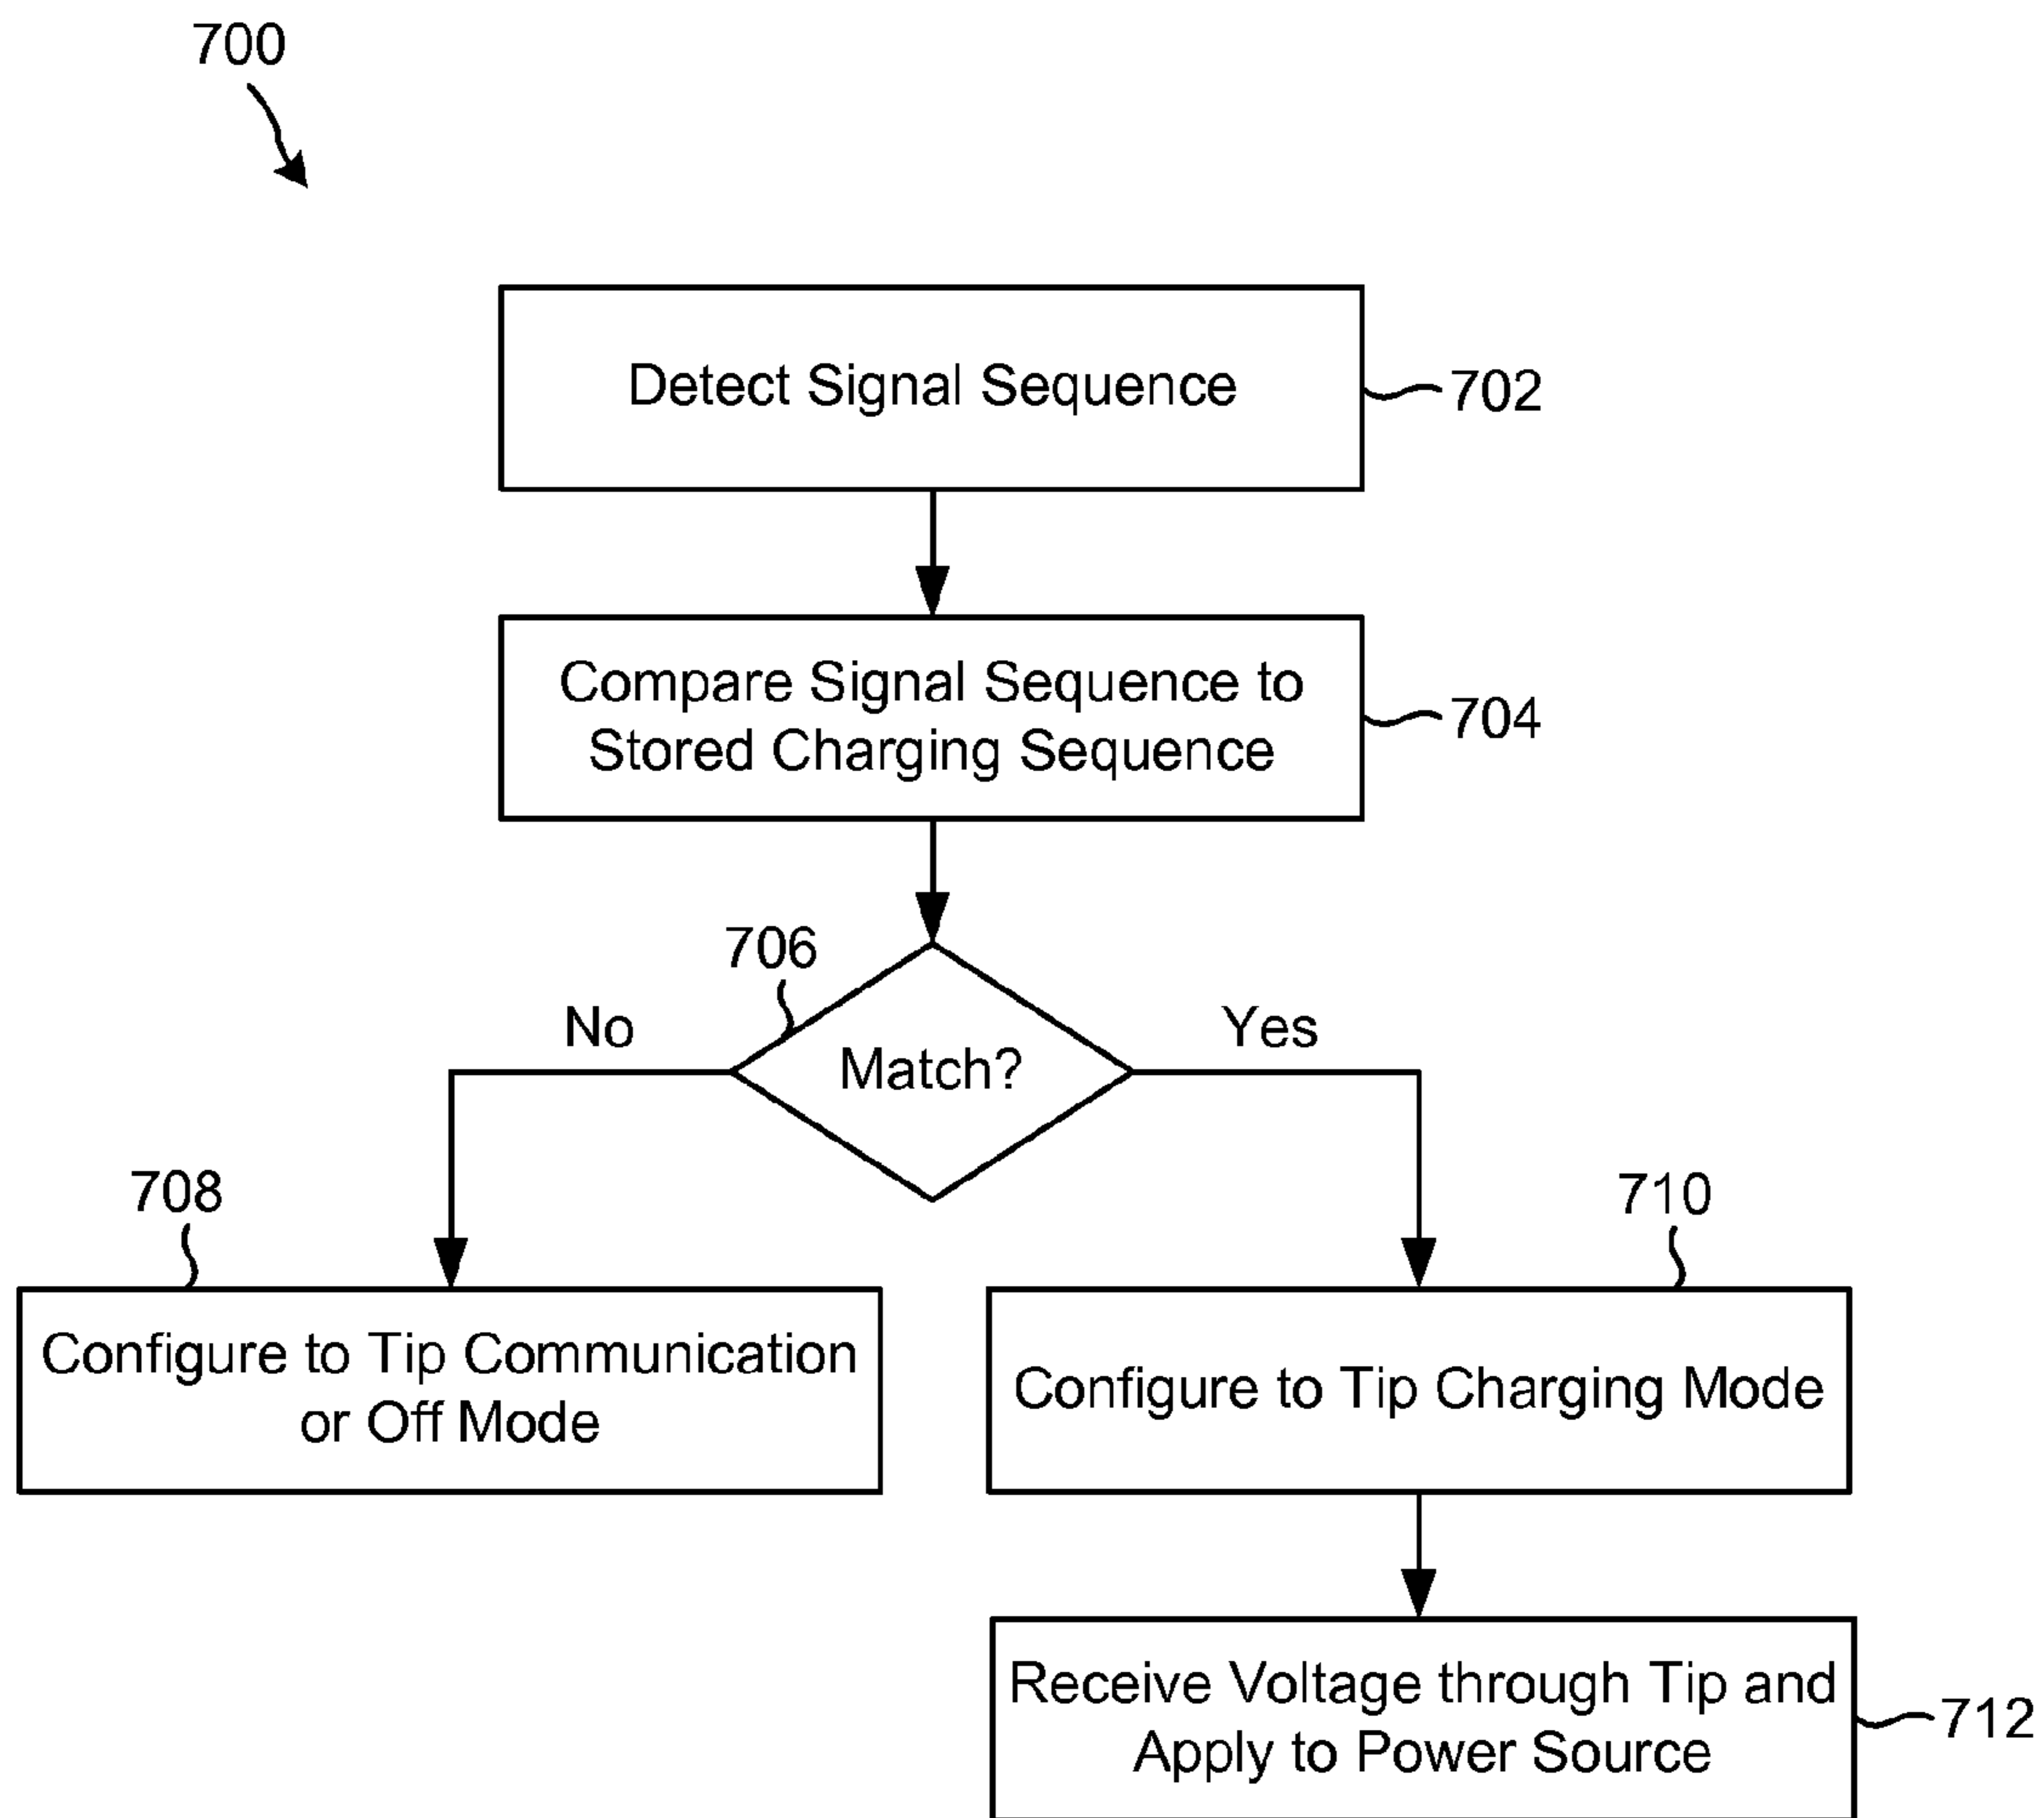 700
Detect Signal Sequence
702
Compare Signal Sequence to
Stored Charging Sequence
704
706
No
Match?
Yes
708
710
Configure to Tip Communication
or Off Mode
Configure to Tip Charging Mode
Receive Voltage through Tip and
Apply to Power Source
712